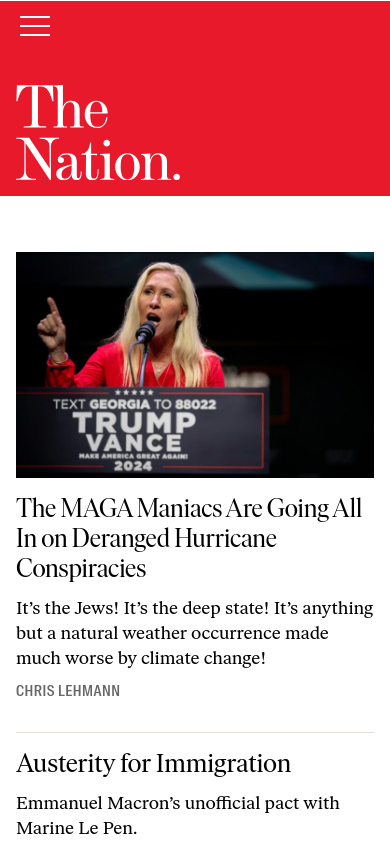 The
Nation.
TEXT GEORGIA TO 88022
TRUMP
VANCE
MAKE AMERICA GREAT AGAIN!
2024
The MAGA Maniacs Are Going All
In on Deranged Hurricane
Conspiracies
It’s the Jews! It’s the deep state! It’s anything
but a natural weather occurrence made
much worse by climate change!
CHRIS LEHMANN
Austerity for Immigration
Emmanuel Macron’s unofficial pact with
Marine Le Pen.